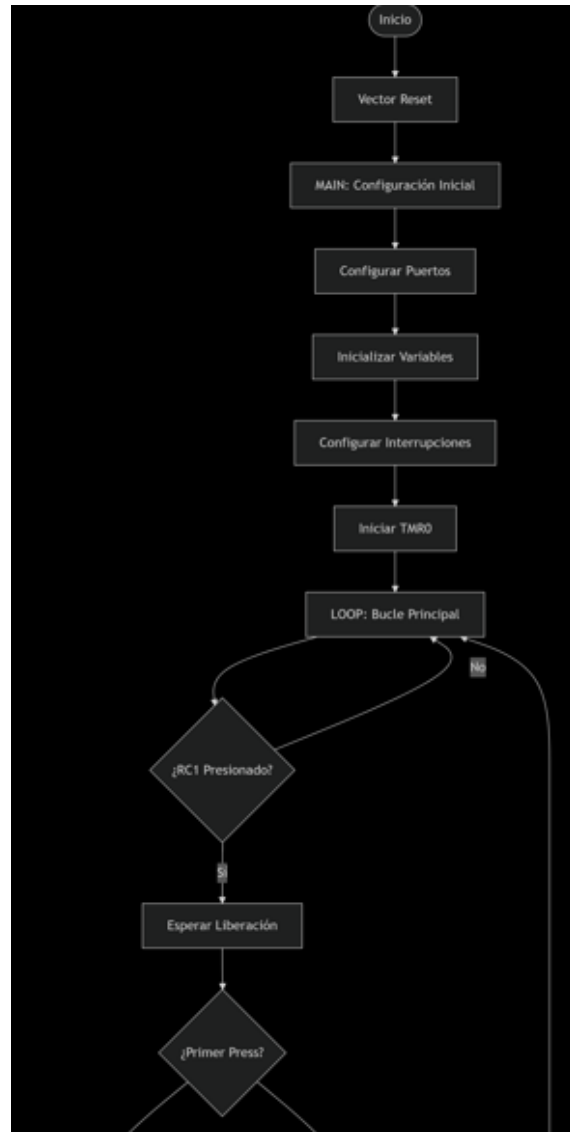 Inicio
Vector Reset
MAIN: Configuración Inicial
Configurar Puertos
Inicializar Variables
Configurar Interrupciones
Iniciar TMR0
LOOP: Bucle Principal
No
¿RC1 Presionado?
Sí
Esperar Liberación
¿Primer Press?